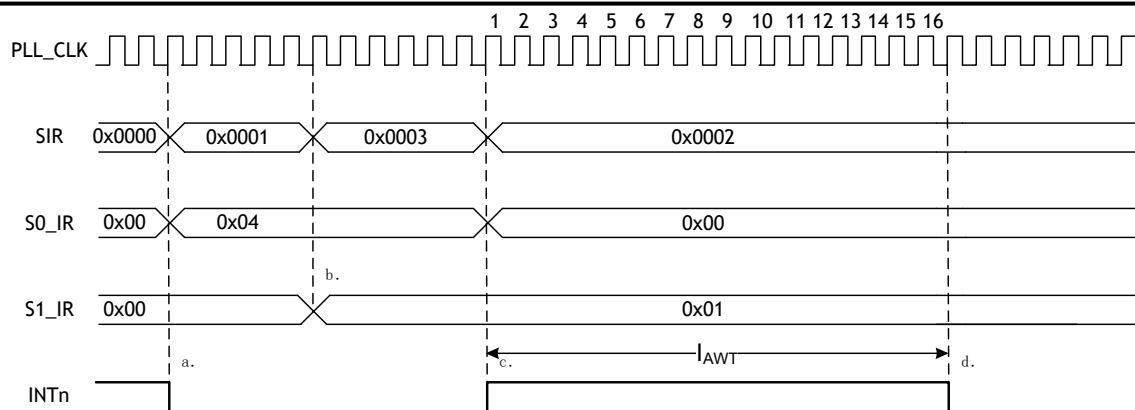 1 2 3 4 5 6 7 8 9 10 11 12 13 14 15 16
PLL_CLK
SIR 0x0000 0x0001 0x0003 0x0002
S0_IR 0x00 0x04 0x00
b.
S1_IR 0x00 0x01
a. c. IAWT d.
INTn